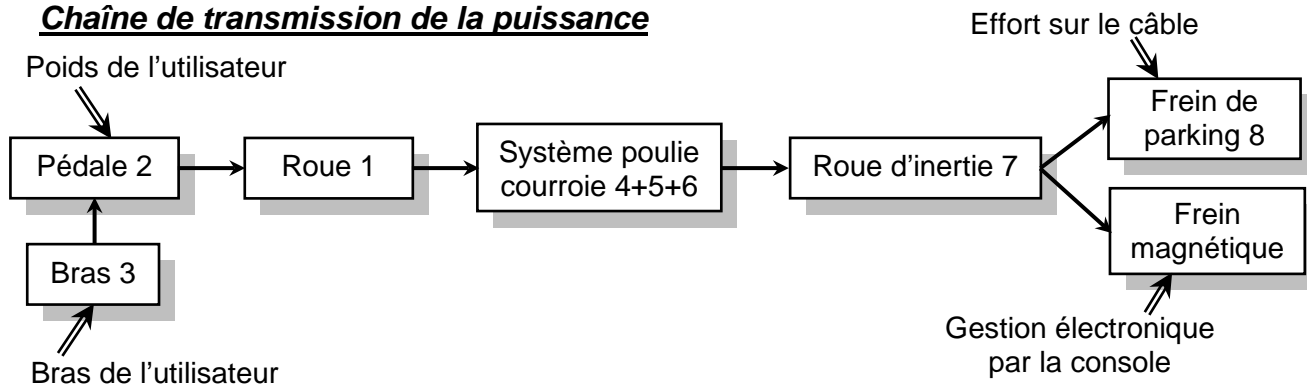 Chaîne de transmission de la puissance
Effort sur le câble
Poids de l'utilisateur
Frein de
parking 8
Pédale 2
Roue 1
Système poulie
courroie 4+5+6
Roue d'inertie 7
Frein
magnétique
Bras 3
Gestion électronique
par la console
Bras de l'utilisateur